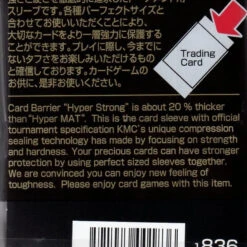 スリーブです。各種パーフェクトサイズと
合わせてお使いいただくことにより、
大切なカードをより一層強力に保護する
ことができます。プレイに際し、今までに
ないタフさをお楽しみいただけるもの
と確信しております。カードゲームの
お供に、是非お使いください。
Trading
Card
Card Barrier "Hyper Strong" is about 20 % thicker
than "Hyper MAT". This is the card sleeve with official
tournament specification KMC's unique compression
sealing technology has made by focusing on strength
and hardness. Your precious cards can have stronger
protection by using perfect sized sleeves together.
We are convinced you can enjoy new feeling of
toughness. Please enjoy card games with this item.
836